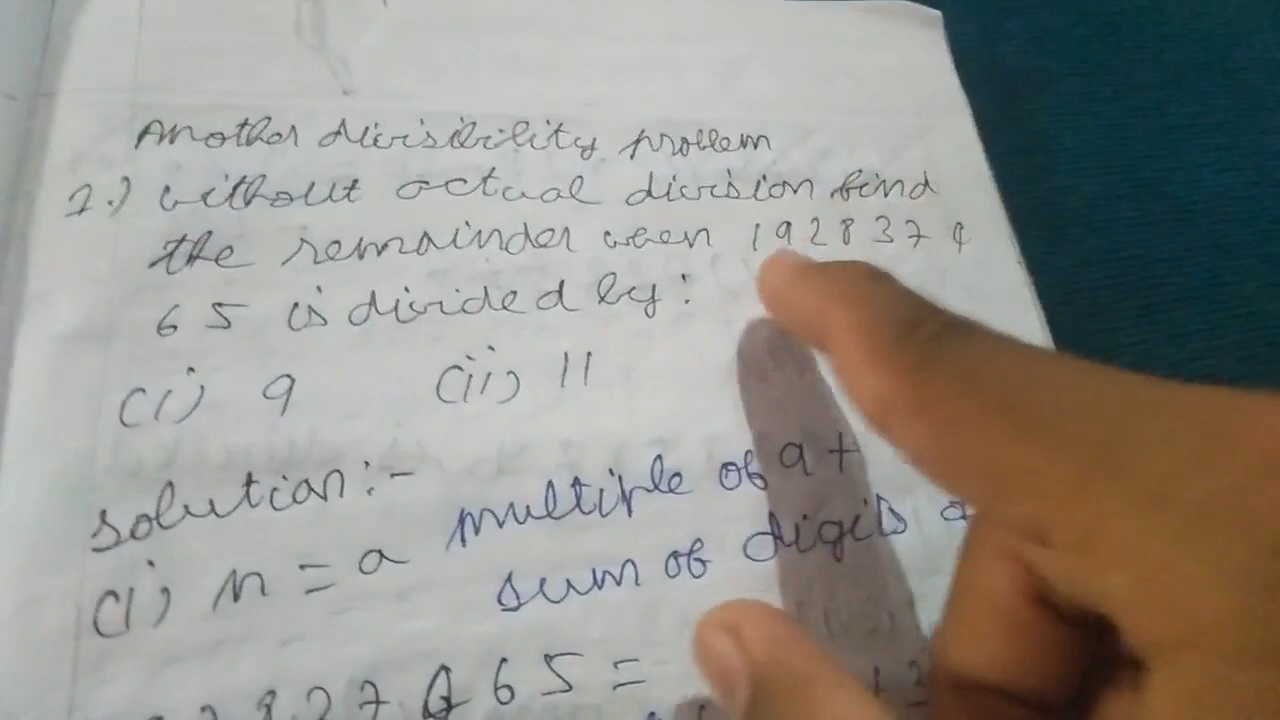 Another divisibility problem
2.) without actual division find
the remainder when 1928374
65 is divided by:
(i) 9 (ii) 11
Solution:-
(i) n = a multiple of 9 +
sum of digits
65 =